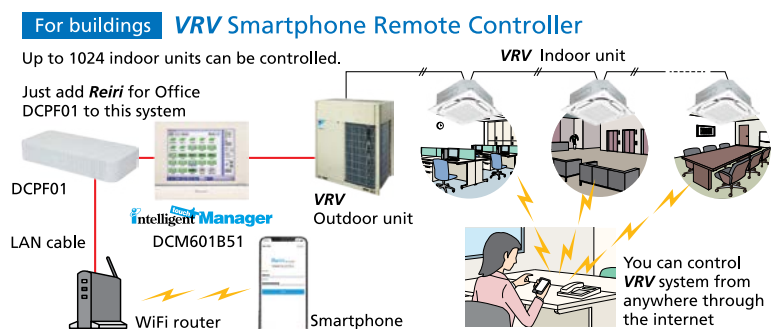 For buildings VRV Smartphone Remote Controller
Up to 1024 indoor units can be controlled.
VRV Indoor unit
Just add Reiri for Office
DCPF01 to this system
DCPF01
intelligent touch Manager
DCM601B51
VRV
Outdoor unit
LAN cable
WiFi router
Smartphone
You can control
VRV system from
anywhere through
the internet